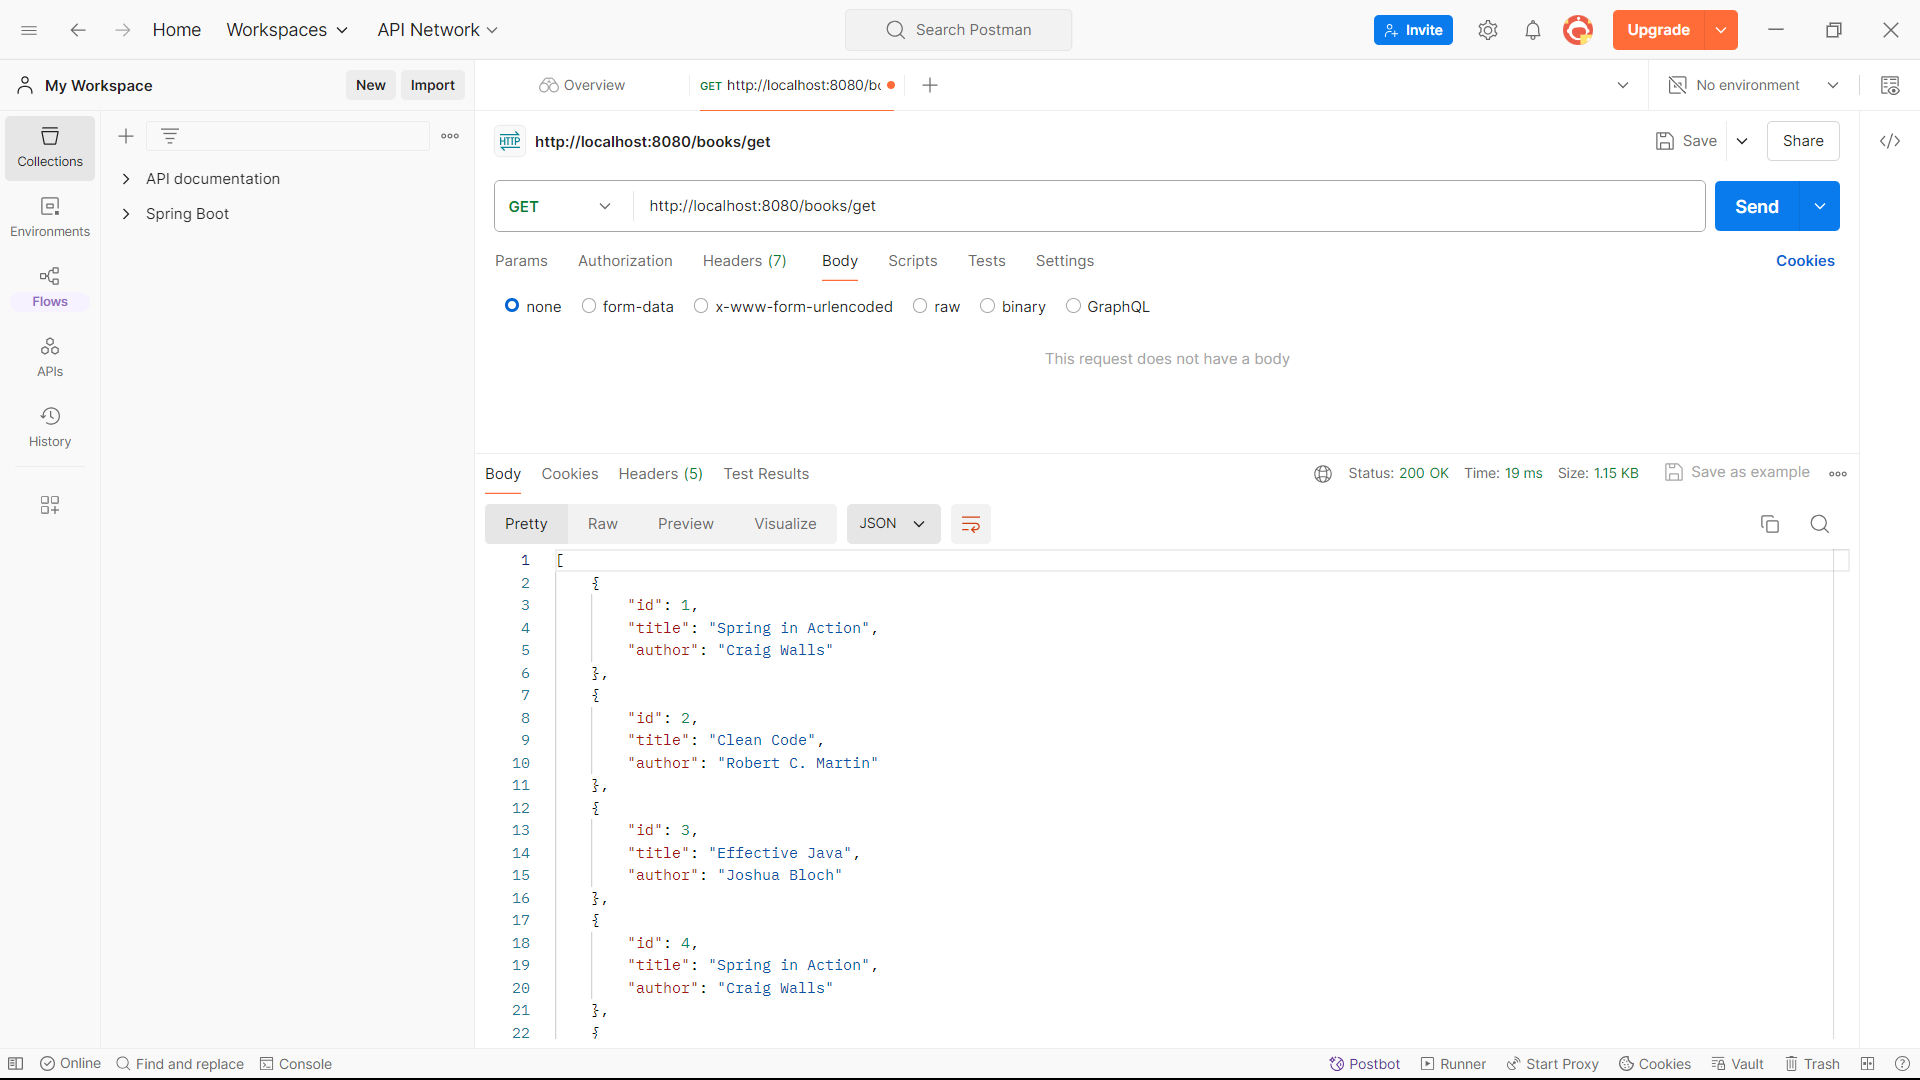 Home Workspaces API Network Search Postman Invite Upgrade
My Workspace New Import Overview GET http://localhost:8080/bc No environment
Collections
Environments
Flows
APIs
History
API documentation
Spring Boot
HTTP http://localhost:8080/books/get Save Share
GET http://localhost:8080/books/get Send
Params Authorization Headers (7) Body Scripts Tests Settings Cookies
none form-data x-www-form-urlencoded raw binary GraphQL
This request does not have a body
Body Cookies Headers (5) Test Results Status: 200 OK Time: 19 ms Size: 1.15 KB Save as example
Pretty Raw Preview Visualize JSON
1 [
2 {
3 "id": 1,
4 "title": "Spring in Action",
5 "author": "Craig Walls"
6 },
7 {
8 "id": 2,
9 "title": "Clean Code",
10 "author": "Robert C. Martin"
11 },
12 {
13 "id": 3,
14 "title": "Effective Java",
15 "author": "Joshua Bloch"
16 },
17 {
18 "id": 4,
19 "title": "Spring in Action",
20 "author": "Craig Walls"
21 },
22 {
Online Find and replace Console Postbot Runner Start Proxy Cookies Vault Trash